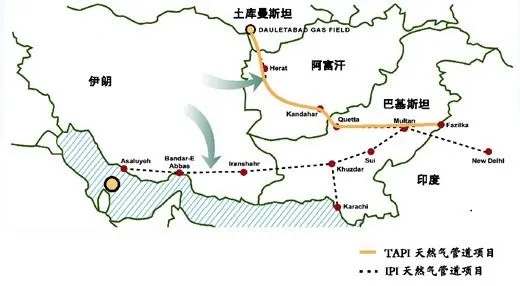 土库曼斯坦
DAULETABAD GAS FIELD
伊朗
Herat
阿富汗
巴基斯坦
Kandahar
Quetta
Multan
Fazilka
Asaluyeh
Bandar-E
Abbas
Iranshahr
Khuzdar
Sui
New Delhi
印度
Karachi
TAPI 天然气管道项目
IPI 天然气管道项目